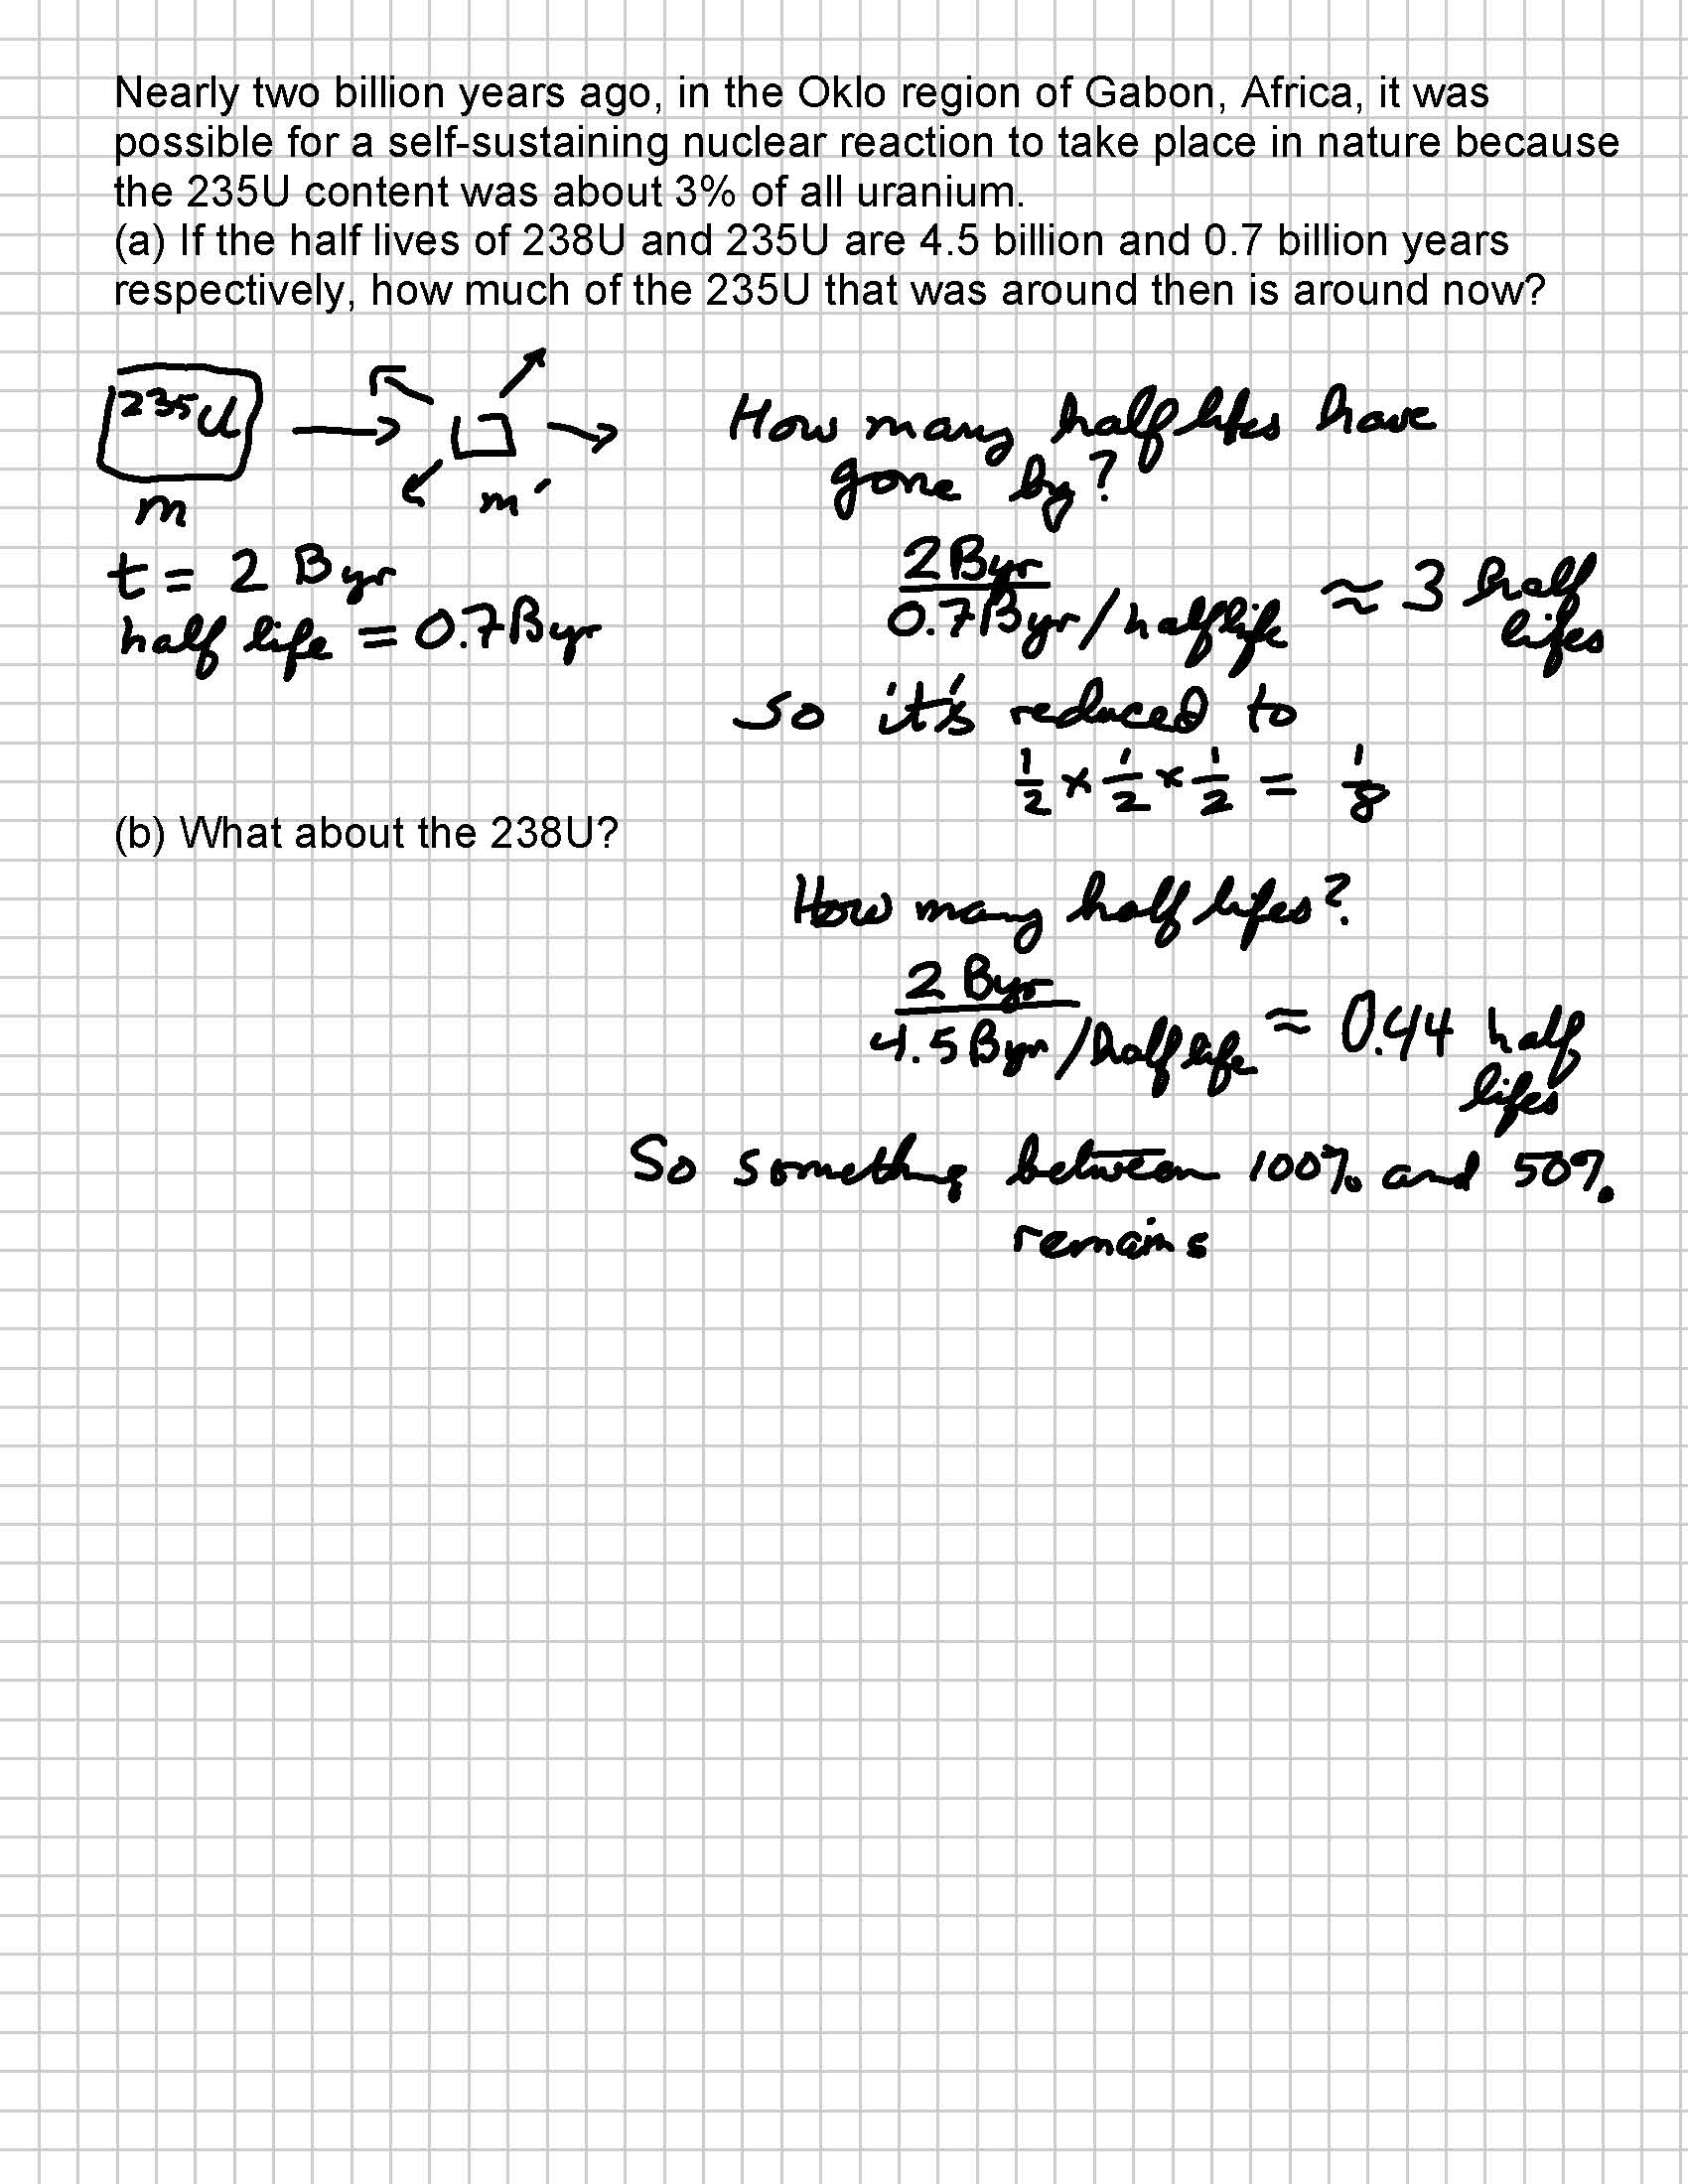 Nearly two billion years ago, in the Oklo region of Gabon, Africa, it was
possible for a self-sustaining nuclear reaction to take place in nature because
the 235U content was about 3% of all uranium.
(a) If the half lives of 238U and 235U are 4.5 billion and 0.7 billion years
respectively, how much of the 235U that was around then is around now?
²³⁵U
m
m'
t = 2 Byr
half life = 0.7 Byr
How many half lifes have
gone by?
2 Byr
0.7 Byr/half life ≈ 3 half
lifes
So it's reduced to
1/2 × 1/2 × 1/2 = 1/8
(b) What about the 238U?
How many half lifes?
2 Byr
4.5 Byr/half life ≈ 0.44 half
lifes
So something between 100% and 50%
remains